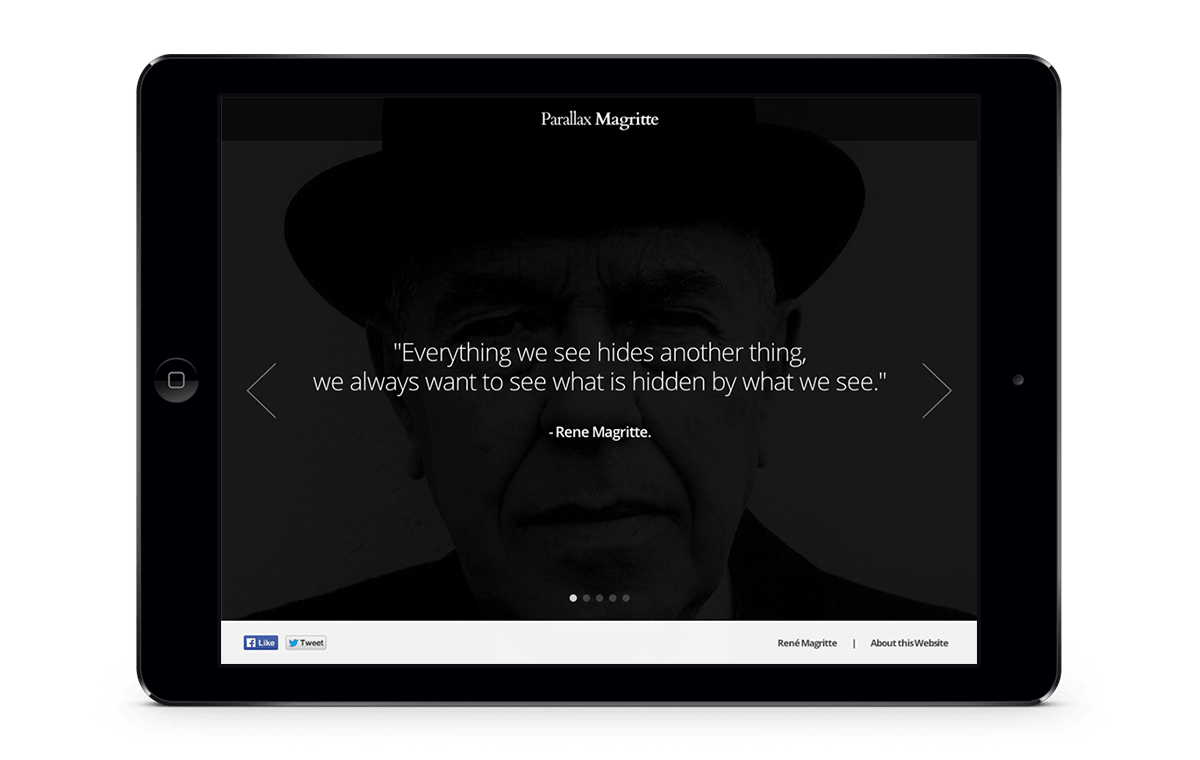 Parallax Magritte
"Everything we see hides another thing,
we always want to see what is hidden by what we see."
- Rene Magritte.
Like
Tweet
René Magritte | About this Website